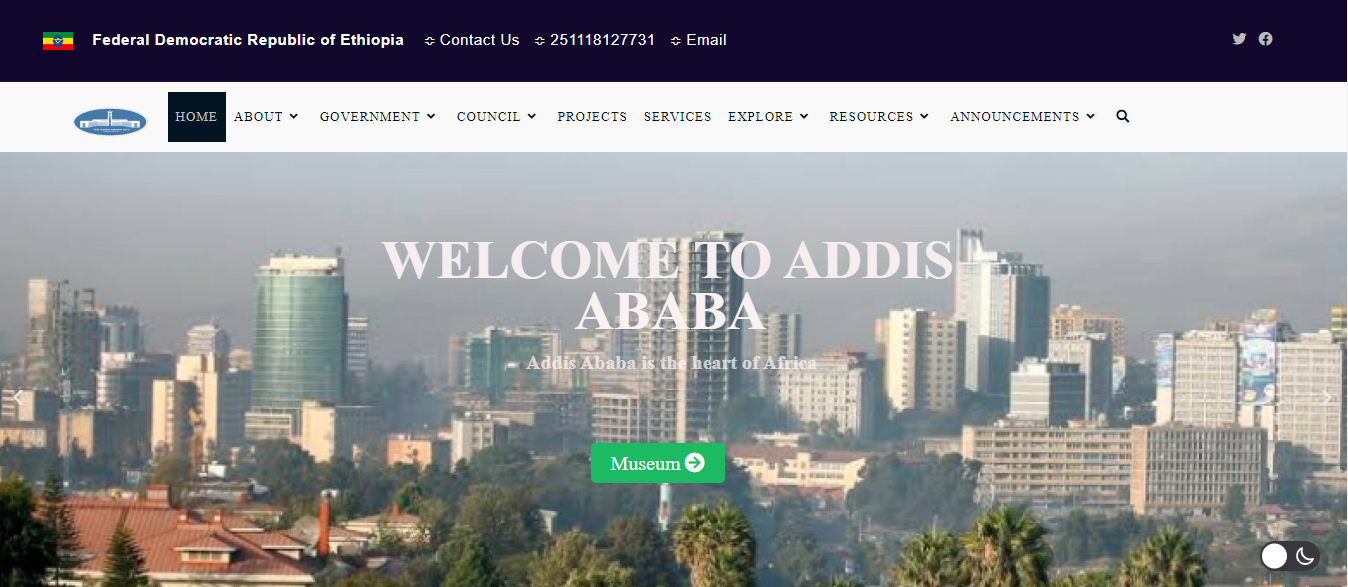 Federal Democratic Republic of Ethiopia Contact Us 251118127731 Email
HOME ABOUT GOVERNMENT COUNCIL PROJECTS SERVICES EXPLORE RESOURCES ANNOUNCEMENTS
WELCOME TO ADDIS
ABABA
Addis Ababa is the heart of Africa
Museum